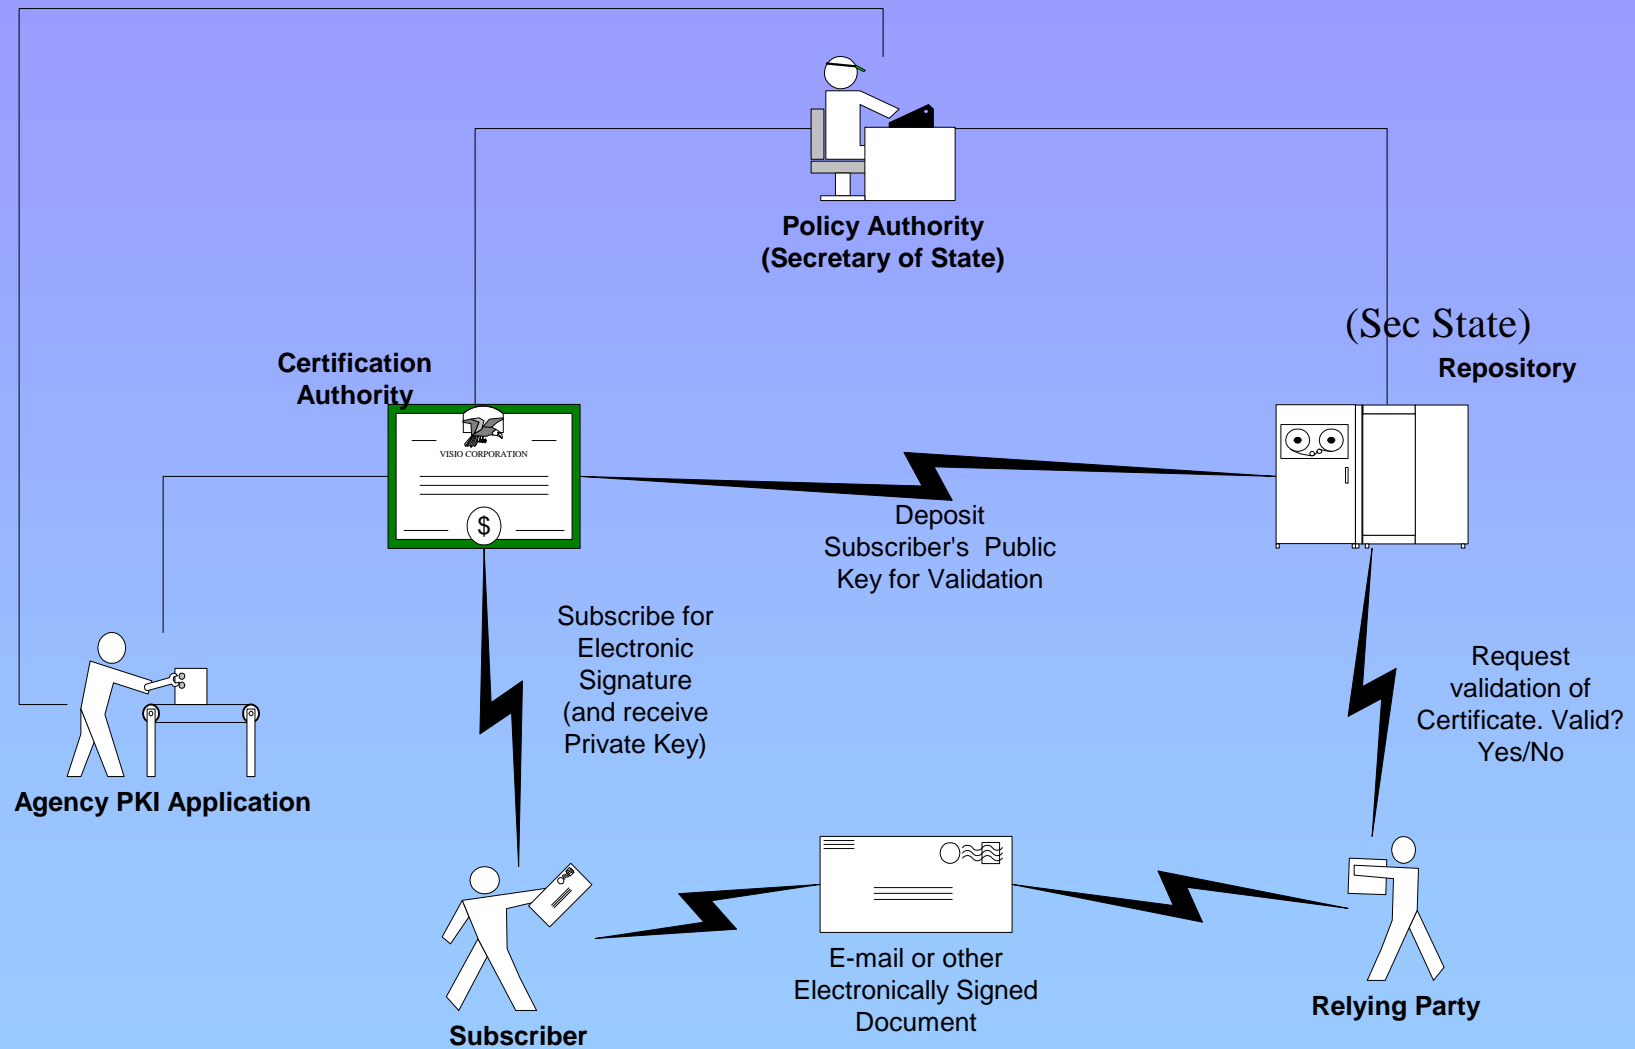 Policy Authority
(Secretary of State)
(Sec State)
Repository
Certification
Authority
VISIO CORPORATION
$
Deposit
Subscriber's  Public
Key for Validation
Subscribe for
Electronic
Signature
(and receive
Private Key)
Request
validation of
Certificate. Valid?
Yes/No
Agency PKI Application
E-mail or other
Electronically Signed
Document
Relying Party
Subscriber